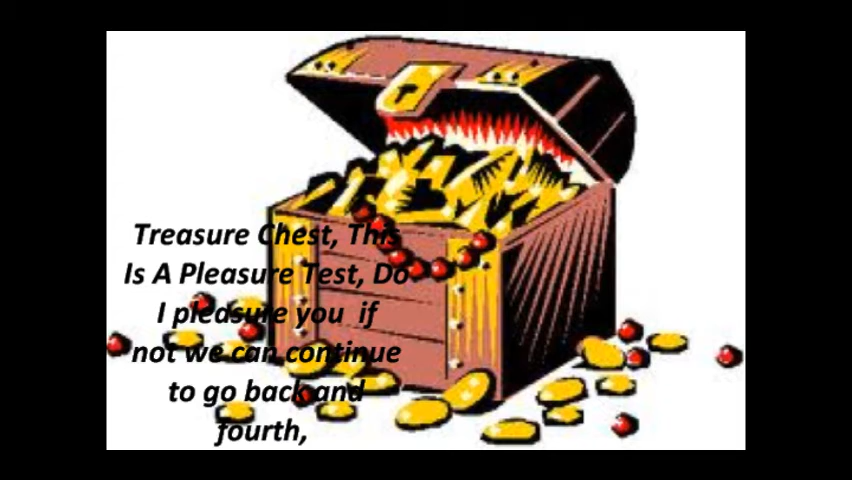 Treasure Chest, This
Is A Pleasure Test, Do
I pleasure you  if
not we can continue
to go back and
fourth,